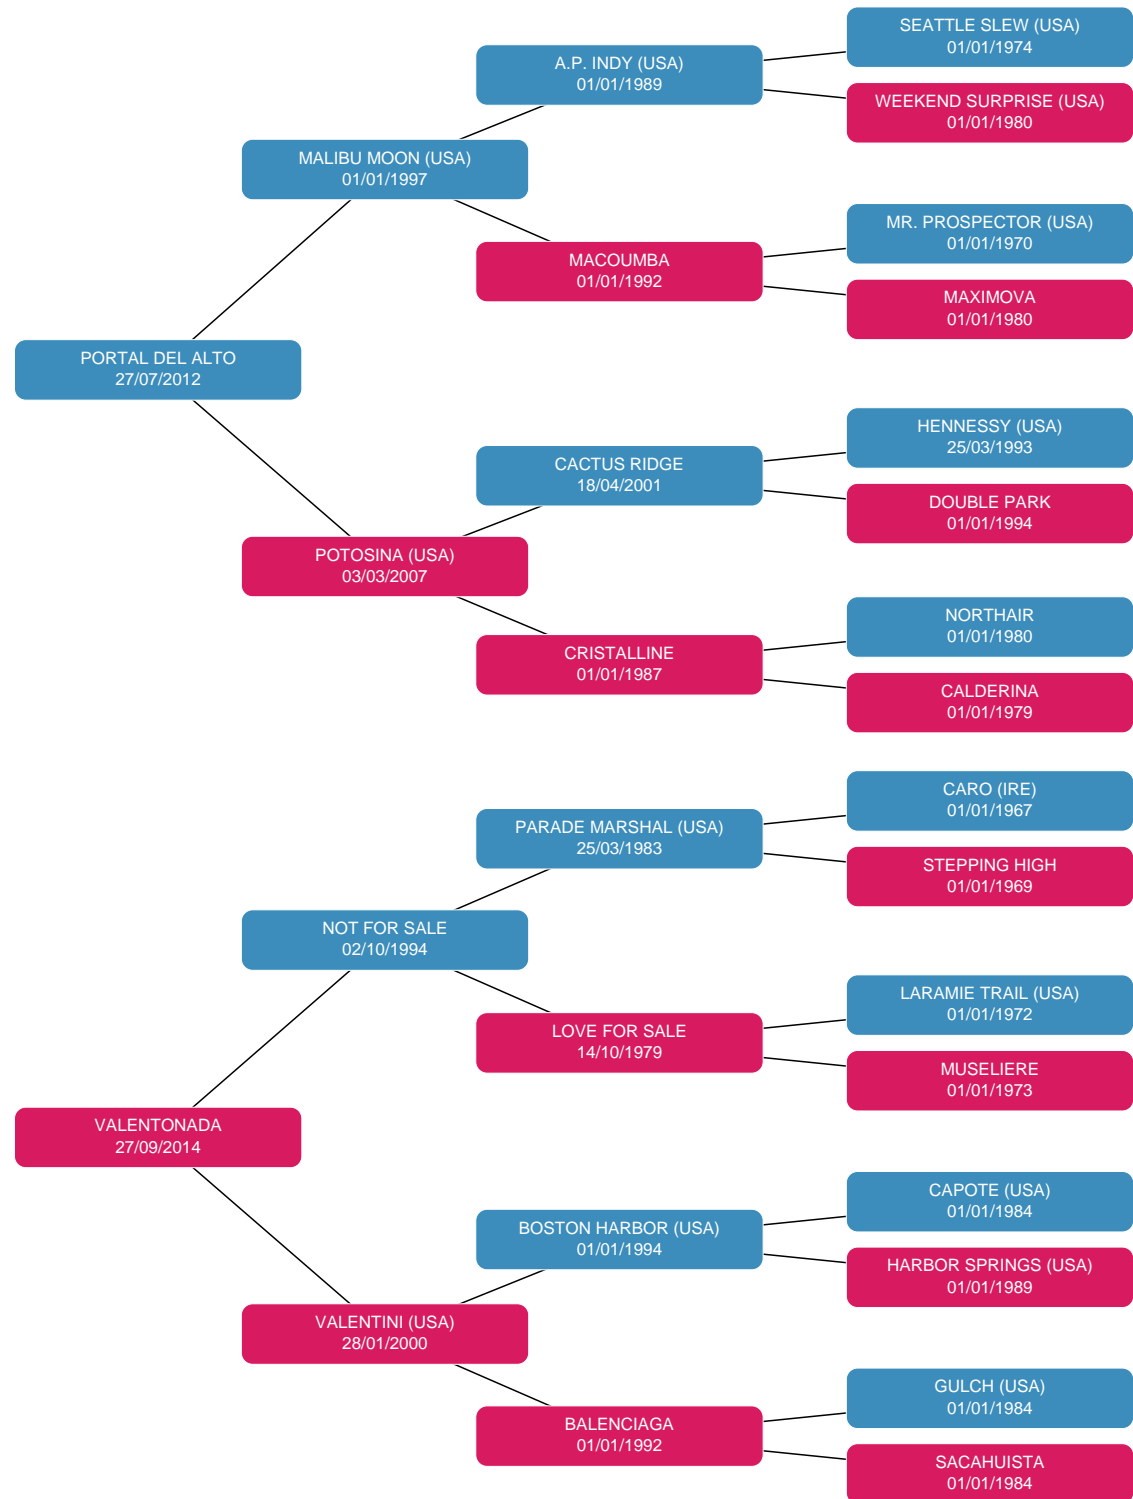 SEATTLE SLEW (USA)
01/01/1974
A.P. INDY (USA)
01/01/1989
WEEKEND SURPRISE (USA)
01/01/1980
MALIBU MOON (USA)
01/01/1997
MR. PROSPECTOR (USA)
01/01/1970
MACOUMBA
01/01/1992
MAXIMOVA
01/01/1980
PORTAL DEL ALTO
27/07/2012
HENNESSY (USA)
25/03/1993
CACTUS RIDGE
18/04/2001
DOUBLE PARK
01/01/1994
POTOSINA (USA)
03/03/2007
NORTHAIR
01/01/1980
CRISTALLINE
01/01/1987
CALDERINA
01/01/1979
CARO (IRE)
01/01/1967
PARADE MARSHAL (USA)
25/03/1983
STEPPING HIGH
01/01/1969
NOT FOR SALE
02/10/1994
LARAMIE TRAIL (USA)
01/01/1972
LOVE FOR SALE
14/10/1979
MUSELIERE
01/01/1973
VALENTONADA
27/09/2014
CAPOTE (USA)
01/01/1984
BOSTON HARBOR (USA)
01/01/1994
HARBOR SPRINGS (USA)
01/01/1989
VALENTINI (USA)
28/01/2000
GULCH (USA)
01/01/1984
BALENCIAGA
01/01/1992
SACAHUISTA
01/01/1984